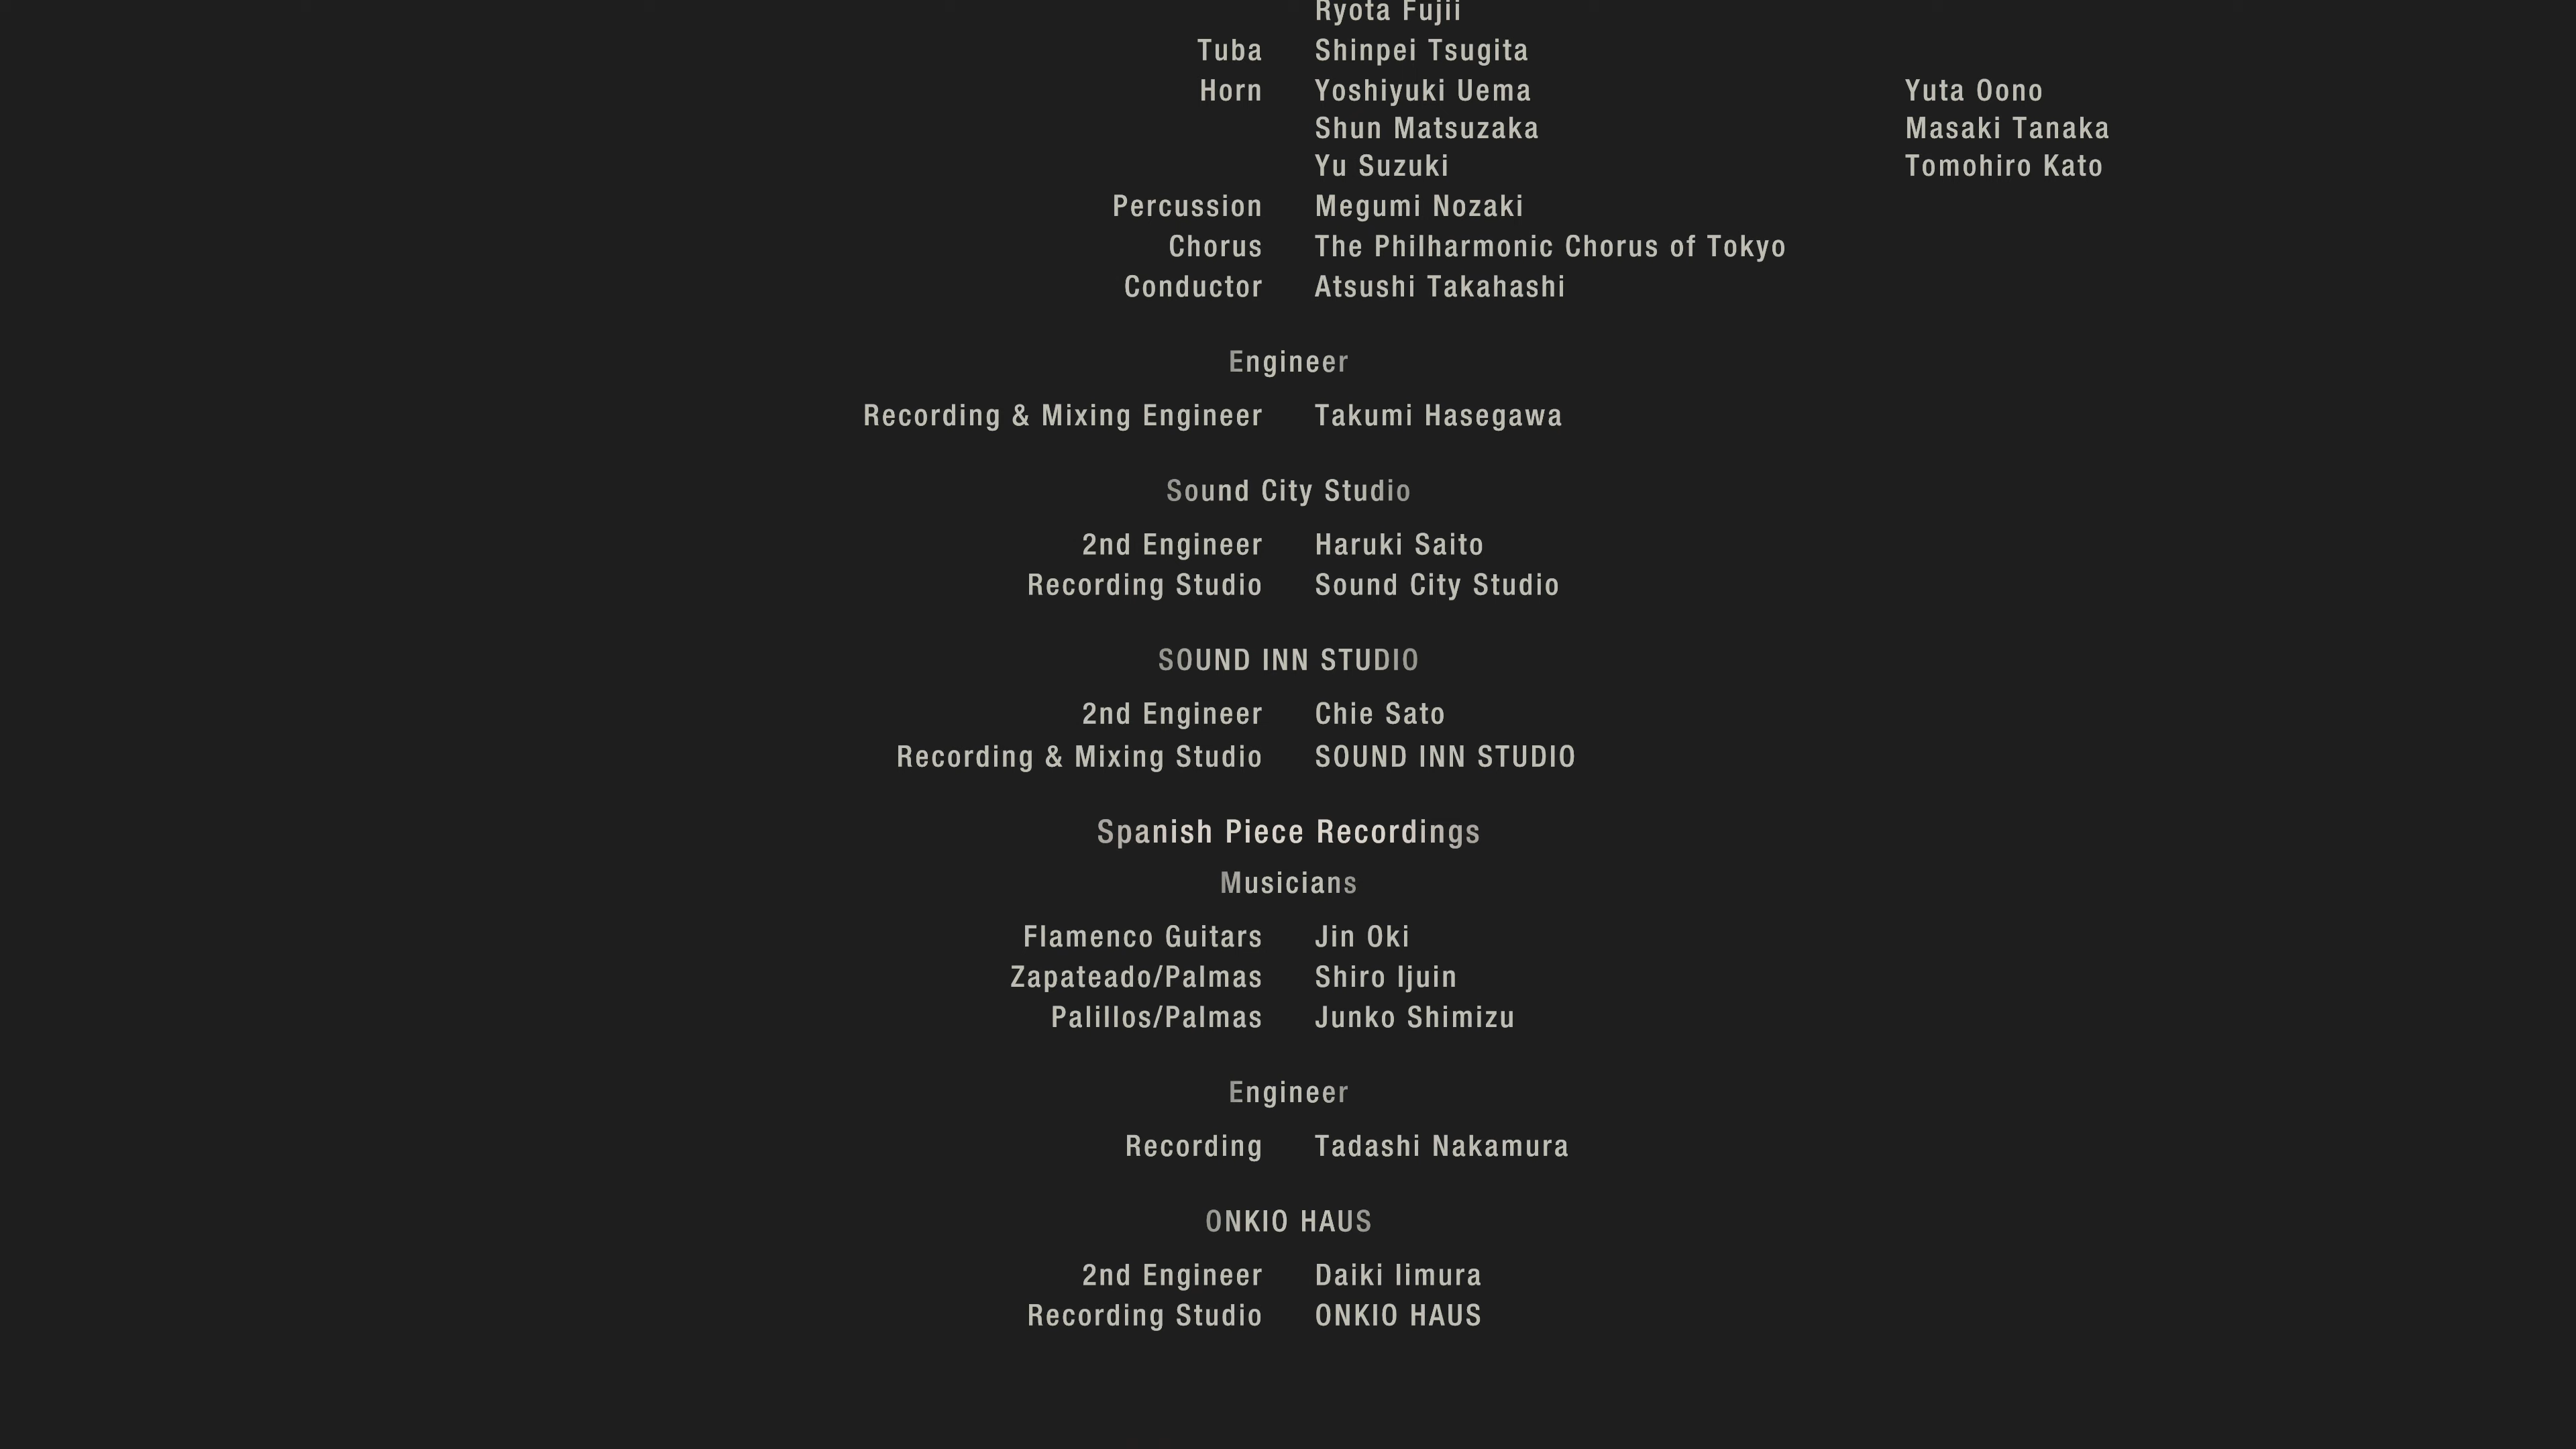 Ryota Fujii
Tuba Shinpei Tsugita
Horn Yoshiyuki Uema Yuta Oono
Shun Matsuzaka Masaki Tanaka
Yu Suzuki Tomohiro Kato
Percussion Megumi Nozaki
Chorus The Philharmonic Chorus of Tokyo
Conductor Atsushi Takahashi
Engineer
Recording & Mixing Engineer Takumi Hasegawa
Sound City Studio
2nd Engineer Haruki Saito
Recording Studio Sound City Studio
SOUND INN STUDIO
2nd Engineer Chie Sato
Recording & Mixing Studio SOUND INN STUDIO
Spanish Piece Recordings
Musicians
Flamenco Guitars Jin Oki
Zapateado/Palmas Shiro Ijuin
Palillos/Palmas Junko Shimizu
Engineer
Recording Tadashi Nakamura
ONKIO HAUS
2nd Engineer Daiki Iimura
Recording Studio ONKIO HAUS